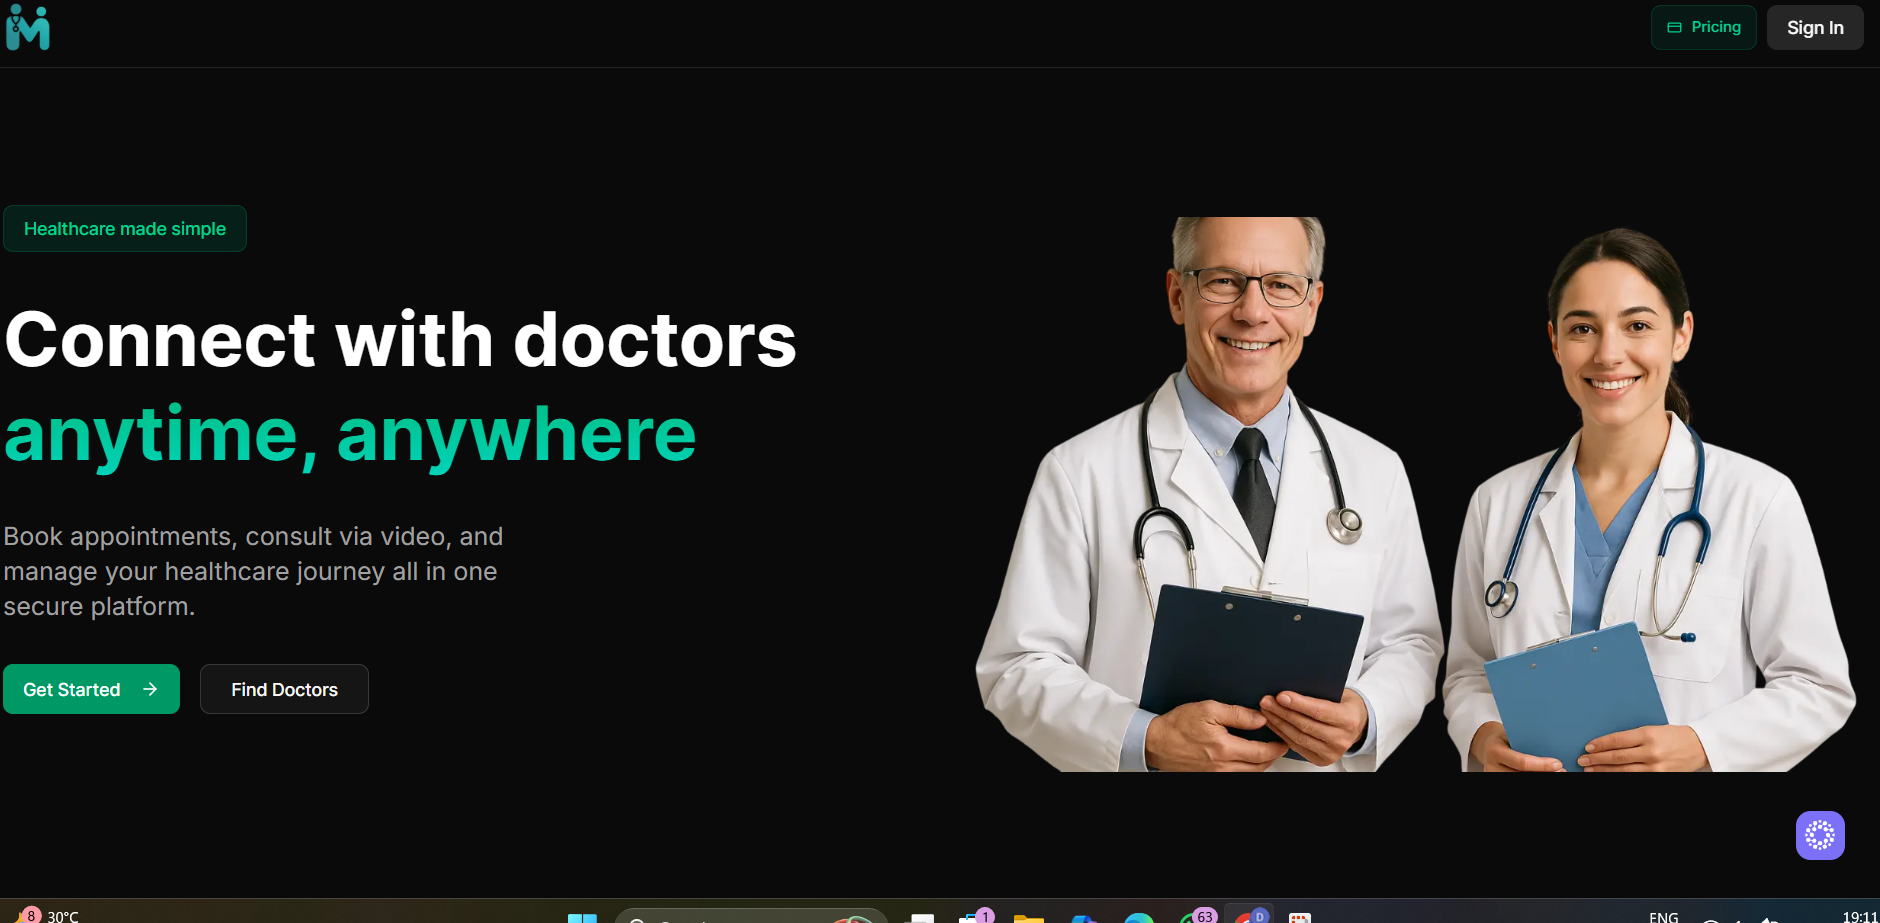 Pricing
Sign In
Healthcare made simple
Connect with doctors
anytime, anywhere
Book appointments, consult via video, and
manage your healthcare journey all in one
secure platform.
Get Started
Find Doctors
8
30°C
1
63
D
ENG
19:11